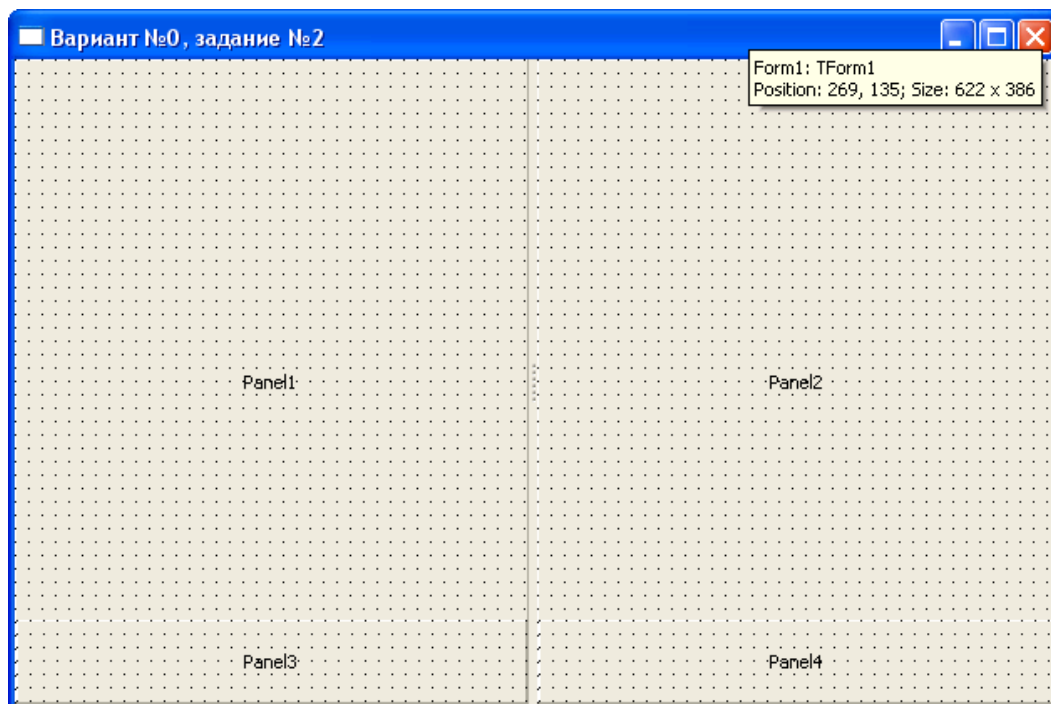 Вариант №0, задание №2
Form1: TForm1
Position: 269, 135; Size: 622 x 386
Panel1
Panel2
Panel3
Panel4